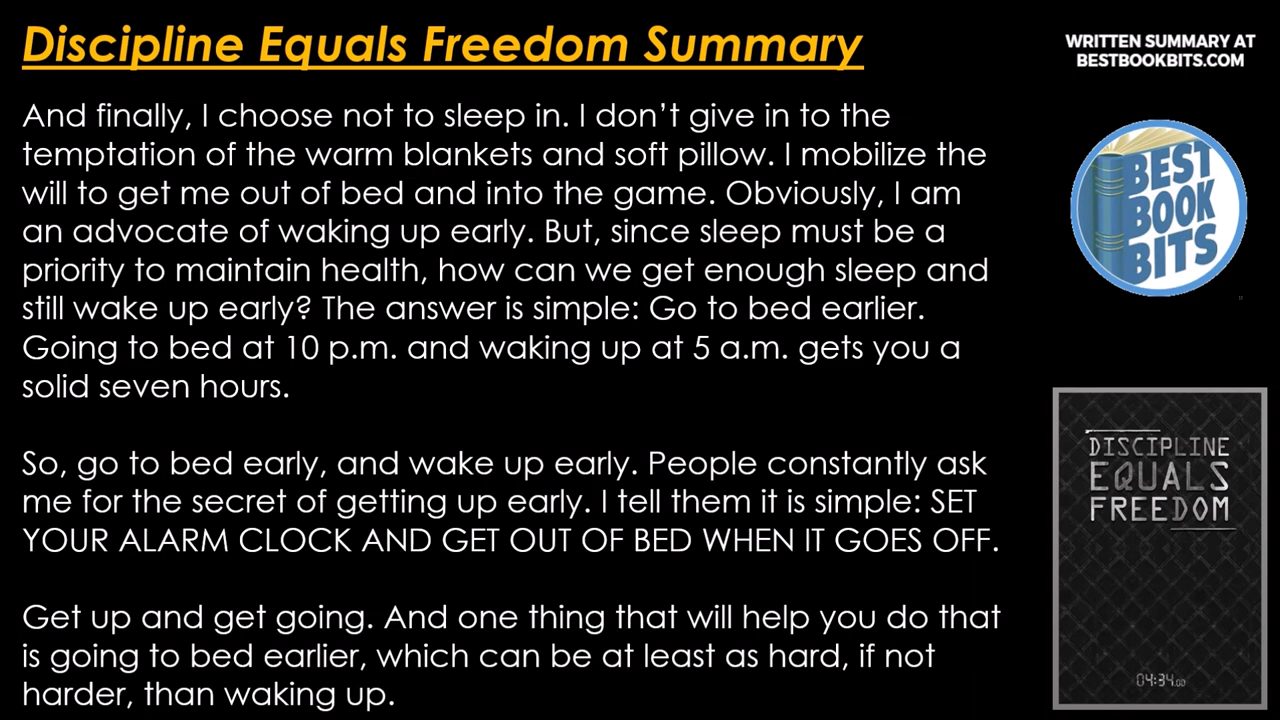 Discipline Equals Freedom Summary
And finally, I choose not to sleep in. I don’t give in to the
temptation of the warm blankets and soft pillow. I mobilize the
will to get me out of bed and into the game. Obviously, I am
an advocate of waking up early. But, since sleep must be a
priority to maintain health, how can we get enough sleep and
still wake up early? The answer is simple: Go to bed earlier.
Going to bed at 10 p.m. and waking up at 5 a.m. gets you a
solid seven hours.
So, go to bed early, and wake up early. People constantly ask
me for the secret of getting up early. I tell them it is simple: SET
YOUR ALARM CLOCK AND GET OUT OF BED WHEN IT GOES OFF.
Get up and get going. And one thing that will help you do that
is going to bed earlier, which can be at least as hard, if not
harder, than waking up.
WRITTEN SUMMARY AT
BESTBOOKBITS.COM
BEST
BOOK
BITS
DISCIPLINE
EQUALS
FREEDOM
04:34.00